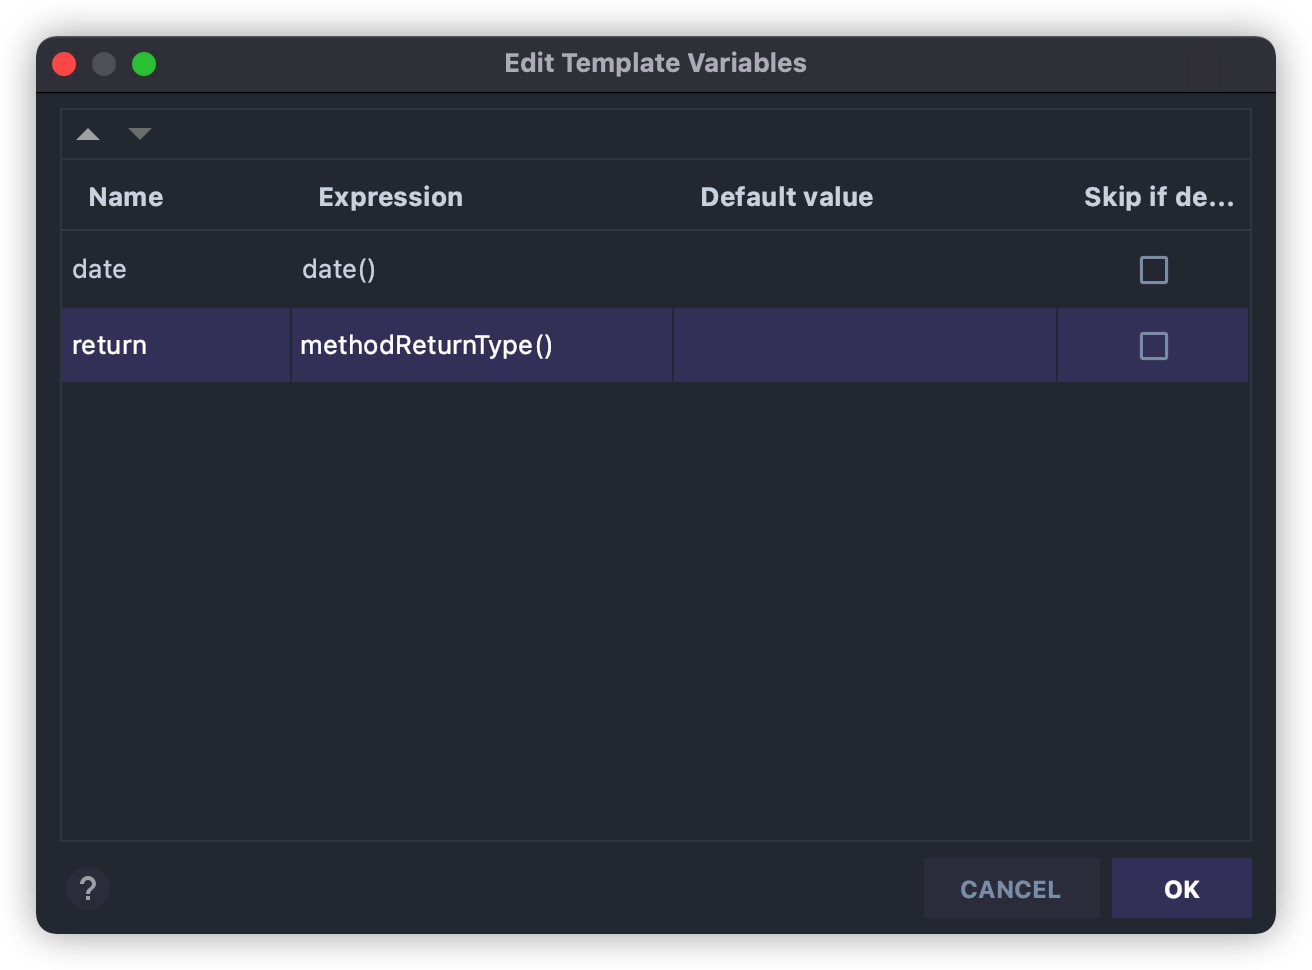 Edit Template Variables
Name Expression Default value Skip if de...
date date()
return methodReturnType()
? CANCEL OK